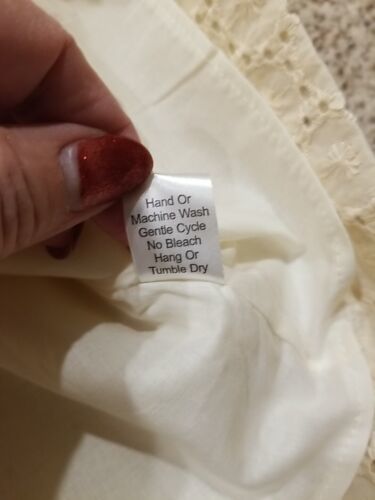 Hand Or
Machine Wash
Gentle Cycle
No Bleach
Hang Or
Tumble Dry